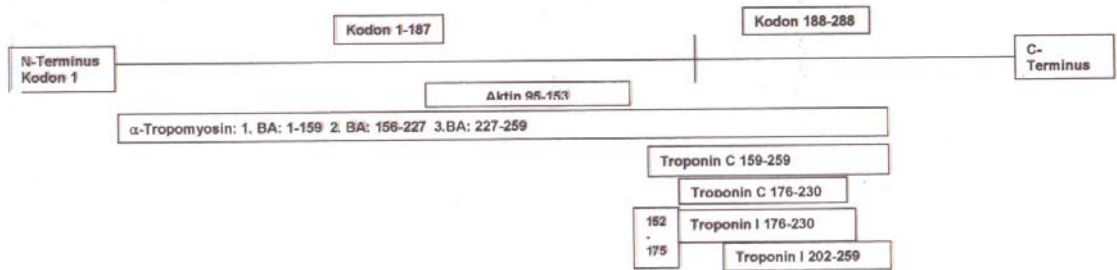 Kodon 1-187
Kodon 188-288
N-Terminus
Kodon 1
C-
Terminus
Aktin 95-153
α-Tropomyosin: 1. BA: 1-159 2. BA: 156-227 3.BA: 227-259
Troponin C 159-259
Troponin C 176-230
152
-
175
Troponin I 176-230
Troponin I 202-259